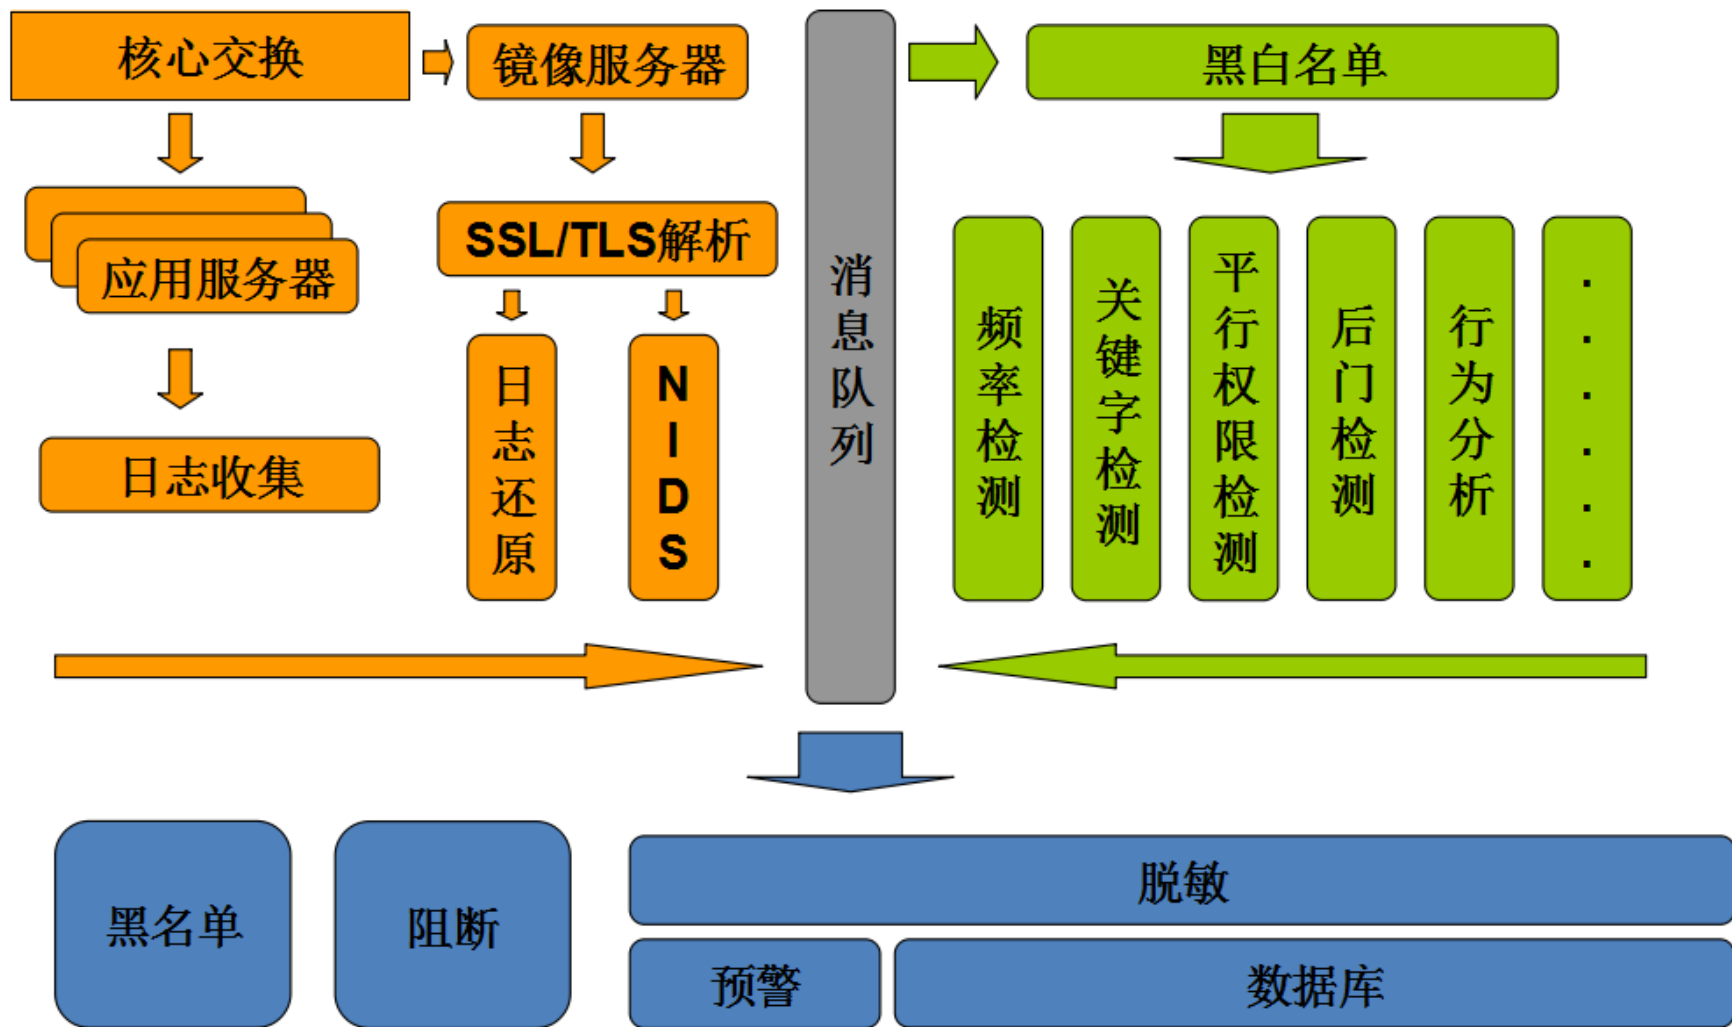 核心交换
镜像服务器
黑白名单
SSL/TLS解析
应用服务器
消息队列
频率检测
关键字检测
平行权限检测
后门检测
行为分析
......
日志还原
NIDS
日志收集
黑名单
阻断
脱敏
预警
数据库